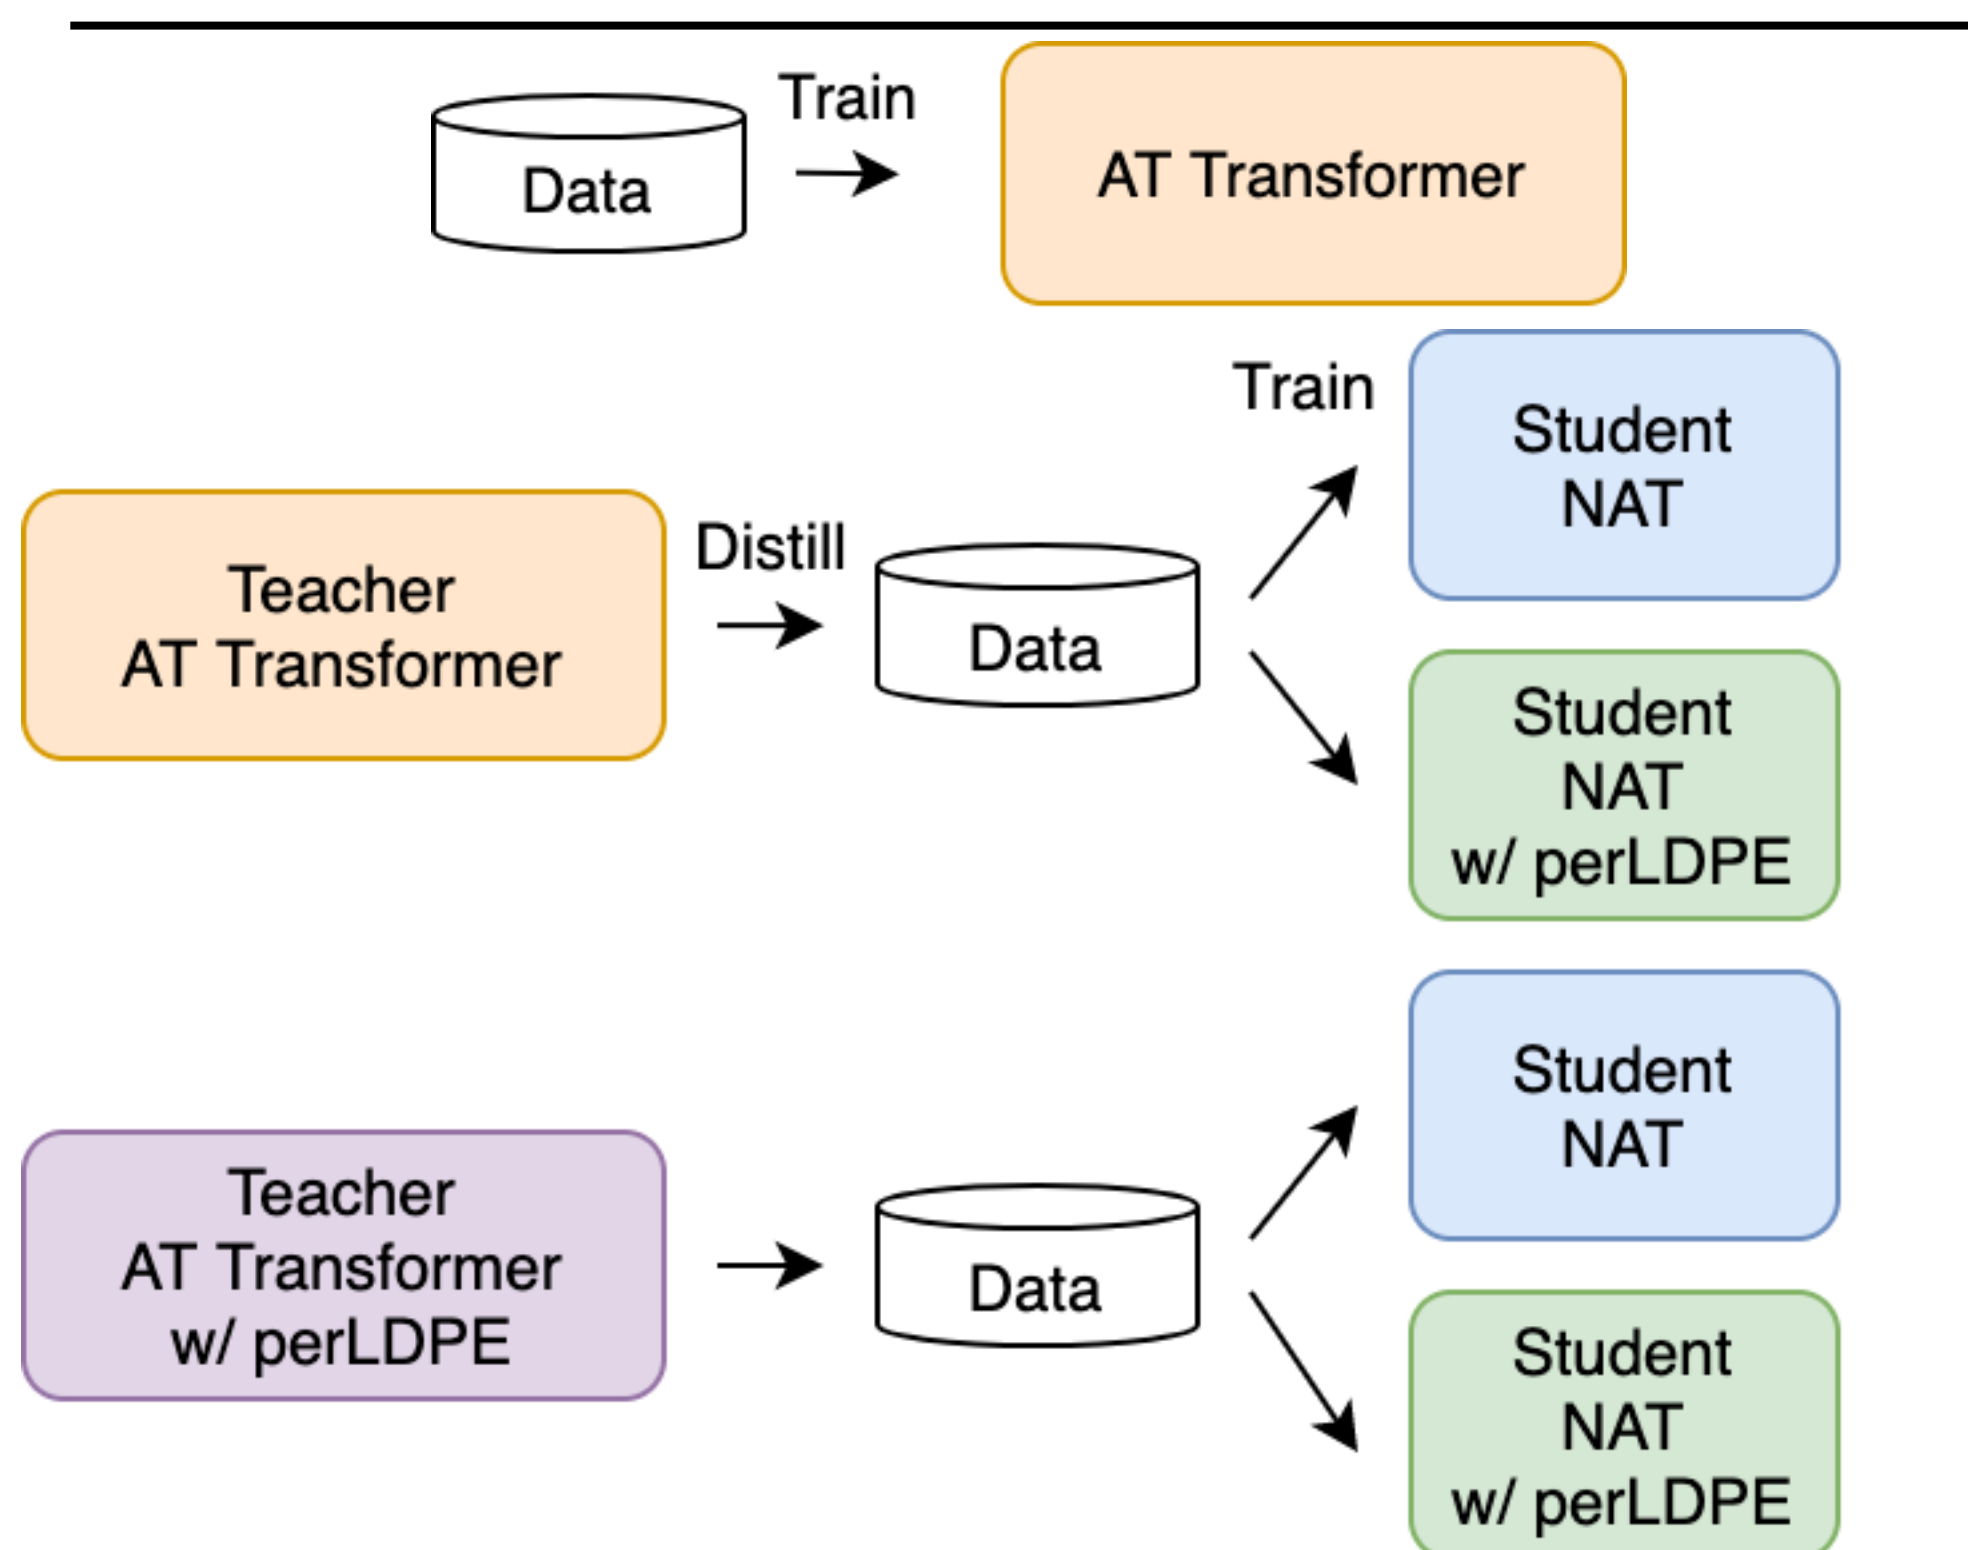 Train
Data
AT Transformer
Train
Student
NAT
Teacher
AT Transformer
Distill
Data
Student
NAT
w/ perLDPE
Student
NAT
Teacher
AT Transformer
w/ perLDPE
Data
Student
NAT
w/ perLDPE